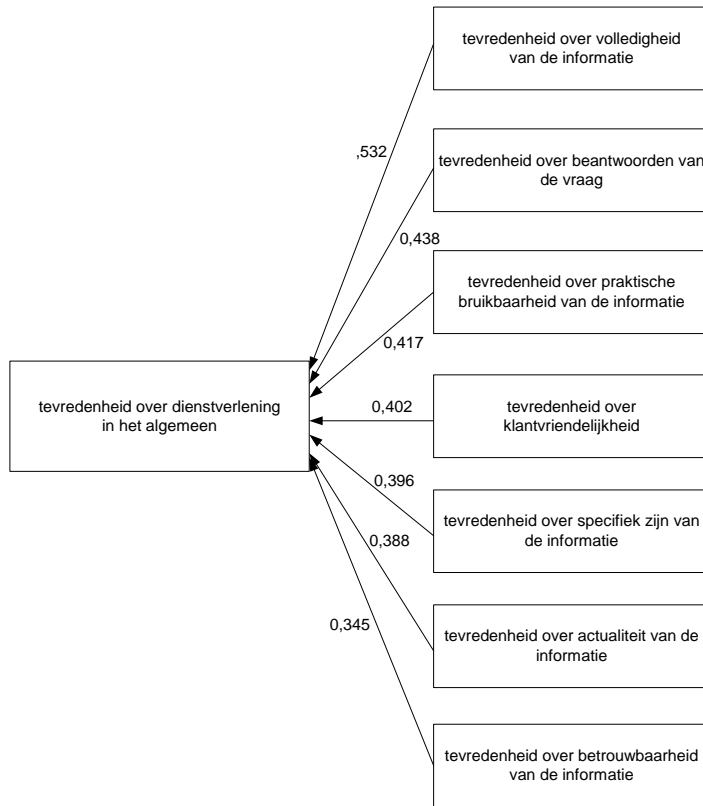 tevredenheid over volledigheid
van de informatie
,532
tevredenheid over beantwoorden van
de vraag
0,438
tevredenheid over praktische
bruikbaarheid van de informatie
0,417
tevredenheid over dienstverlening
in het algemeen
0,402
tevredenheid over
klantvriendelijkheid
0,396
tevredenheid over specifiek zijn van
de informatie
0,388
tevredenheid over actualiteit van de
informatie
0,345
tevredenheid over betrouwbaarheid
van de informatie